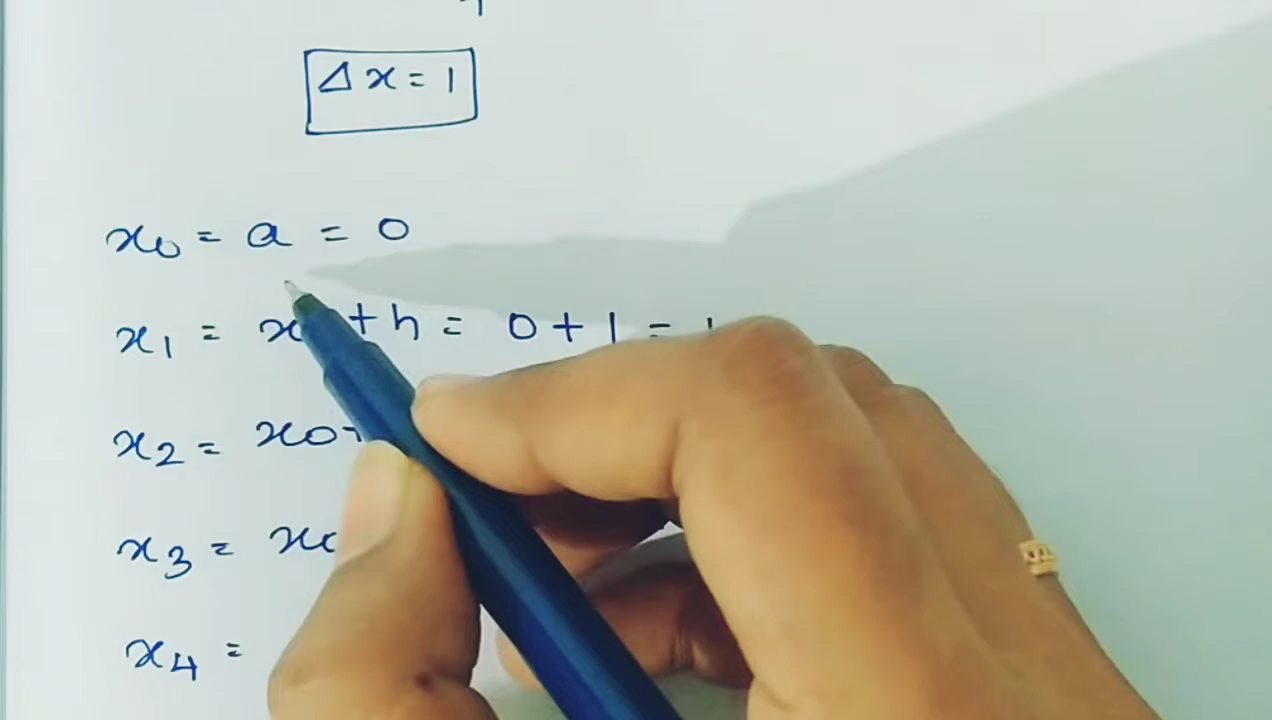 Δx = 1
x0 = a = 0
x1 = x + h = 0 + 1 =
x2 = x0+
x3 = x
x4 =